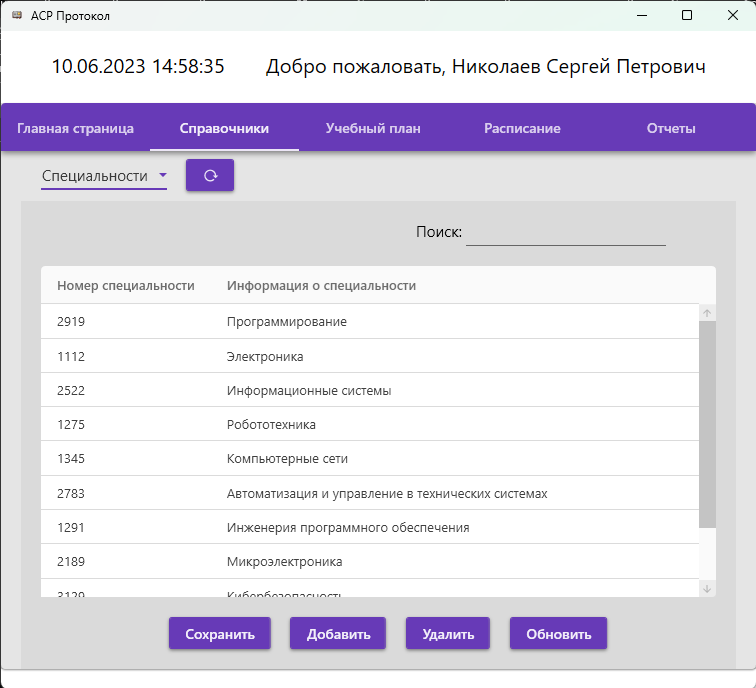 АСР Протокол
10.06.2023 14:58:35 Добро пожаловать, Николаев Сергей Петрович
Главная страница Справочники Учебный план Расписание Отчеты
Специальности
Поиск:
Номер специальности Информация о специальности
2919 Программирование
1112 Электроника
2522 Информационные системы
1275 Робототехника
1345 Компьютерные сети
2783 Автоматизация и управление в технических системах
1291 Инженерия программного обеспечения
2189 Микроэлектроника
3129 Кибербезопасность
Сохранить Добавить Удалить Обновить